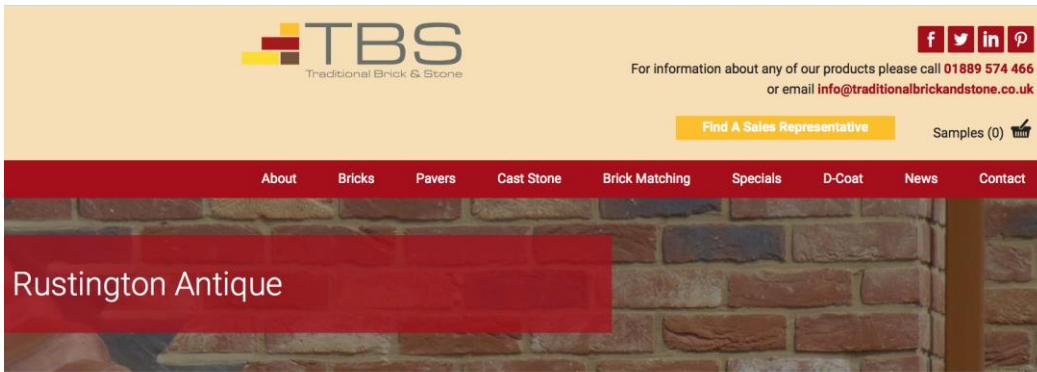 TBS
Traditional Brick & Stone
For information about any of our products please call 01889 574 466
or email info@traditionalbrickandstone.co.uk
Find A Sales Representative
Samples (0)
About Bricks Pavers Cast Stone Brick Matching Specials D-Coat News Contact
Rustington Antique